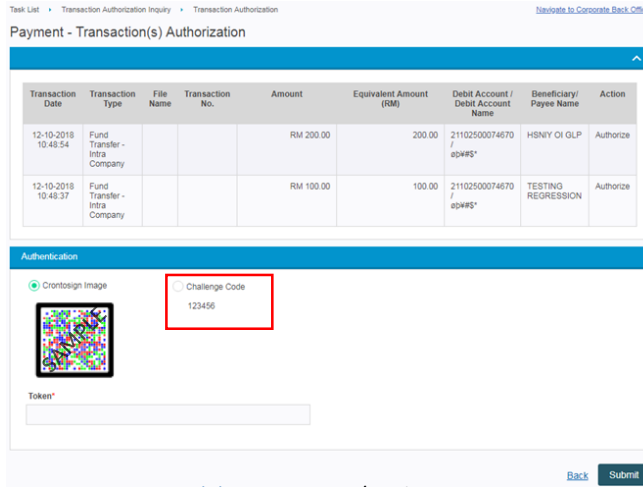 Task List › Transaction Authorization Inquiry › Transaction Authorization
Navigate to Corporate Back Offi
Payment - Transaction(s) Authorization
Transaction Date Transaction Type File Name Transaction No. Amount Equivalent Amount (RM) Debit Account / Debit Account Name Beneficiary/ Payee Name Action
12-10-2018 10:48:54 Fund Transfer - Intra Company RM 200.00 200.00 21102500074670 / øþ¥#$* HSNIY OI GLP Authorize
12-10-2018 10:48:37 Fund Transfer - Intra Company RM 100.00 100.00 21102500074670 / øþ¥#$* TESTING REGRESSION Authorize
Authentication
Crontosign Image
Challenge Code
123456
SAMPLE
Token*
Back Submit